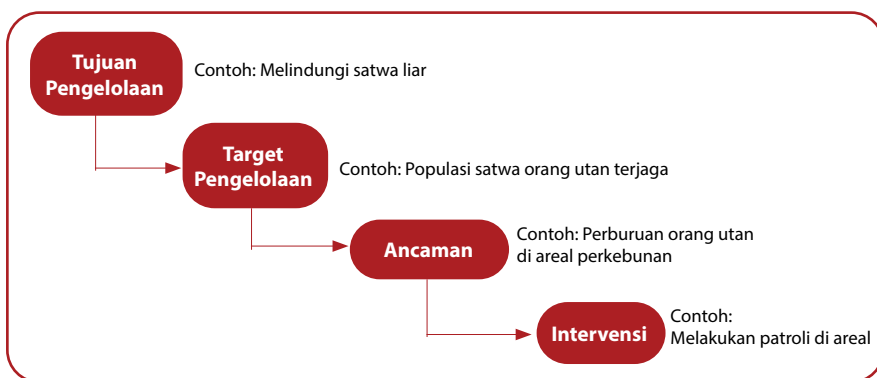 Tujuan
Pengelolaan
Contoh: Melindungi satwa liar
Target
Pengelolaan
Contoh: Populasi satwa orang utan terjaga
Ancaman
Contoh: Perburuan orang utan
di areal perkebunan
Intervensi
Contoh:
Melakukan patroli di areal